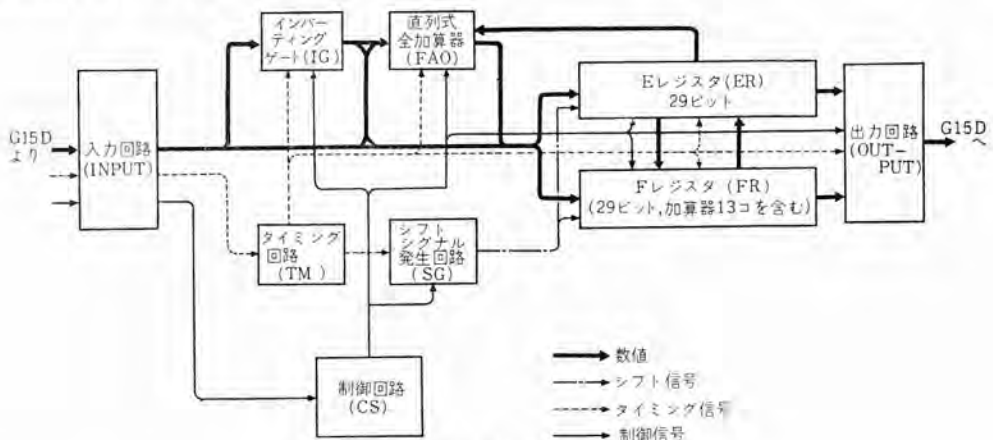 インバー
ティング
ゲート(IG)
直列式
全加算器
(FAO)
Eレジスタ(ER)
29ビット
G15D
より
入力回路
(INPUT)
出力回路
(OUT-
PUT)
G15D
へ
Fレジスタ(FR)
(29ビット,加算器13コを含む)
タイミング
回路
(TM)
シフト
シグナル
発生回路
(SG)
制御回路
(CS)
数値
シフト信号
タイミング信号
制御信号